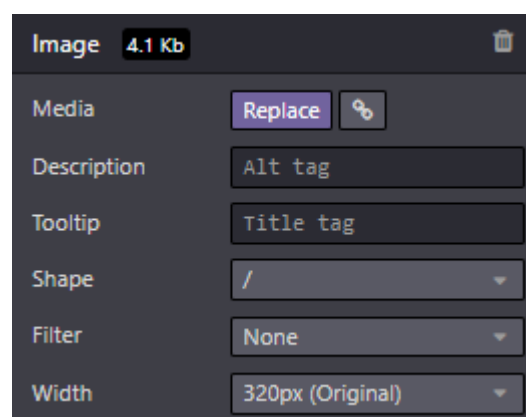 Image 4.1 Kb
Media Replace
Description Alt tag
Tooltip Title tag
Shape /
Filter None
Width 320px (Original)